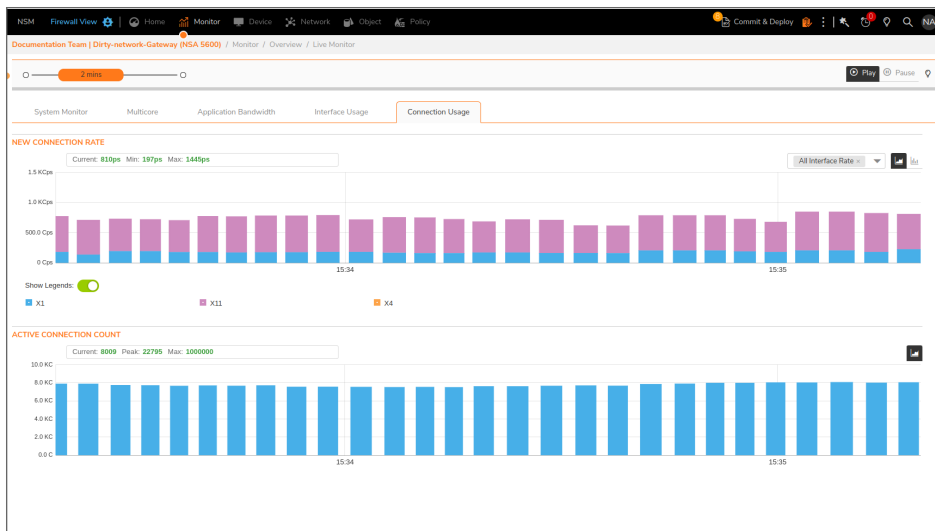 NSM Firewall View Home Monitor Device Network Object Policy Commit & Deploy NA
Documentation Team | Dirty-network-Gateway (NSA 5600) / Monitor / Overview / Live Monitor
2 mins Play Pause
System Monitor Multicore Application Bandwidth Interface Usage Connection Usage
NEW CONNECTION RATE
Current: 810ps Min: 197ps Max: 1445ps All Interface Rate ×
1.5 KCps
1.0 KCps
500.0 Cps
0 Cps
15:34 15:35
Show Legends:
X1 X11 X4
ACTIVE CONNECTION COUNT
Current: 8009 Peak: 22795 Max: 1000000
10.0 KC
8.0 KC
6.0 KC
4.0 KC
2.0 KC
0.0 C
15:34 15:35